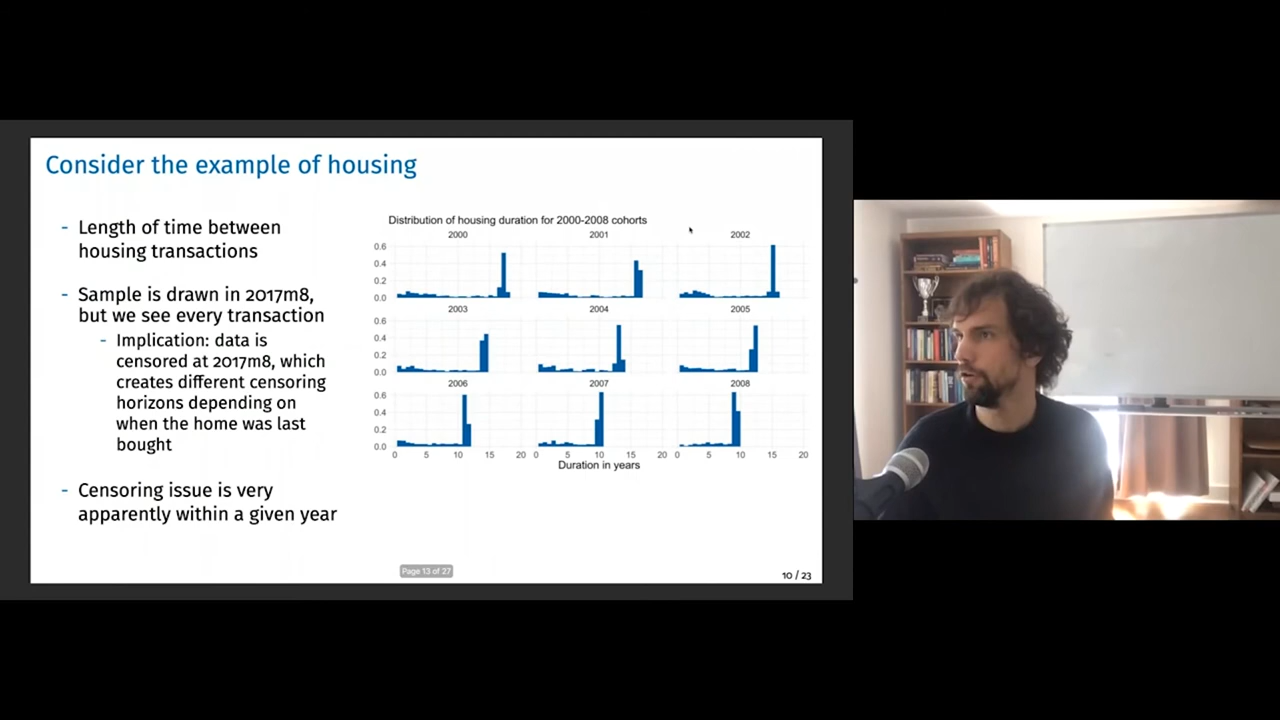 Consider the example of housing
- Length of time between
housing transactions
- Sample is drawn in 2017m8,
but we see every transaction
- Implication: data is
censored at 2017m8, which
creates different censoring
horizons depending on
when the home was last
bought
- Censoring issue is very
apparently within a given year
Distribution of housing duration for 2000-2008 cohorts
2000 2001 2002
0.6
0.4
0.2
0.0
2003 2004 2005
0.6
0.4
0.2
0.0
2006 2007 2008
0.6
0.4
0.2
0.0
0 5 10 15 20 0 5 10 15 20 0 5 10 15 20
Duration in years
Page 13 of 27
10 / 23